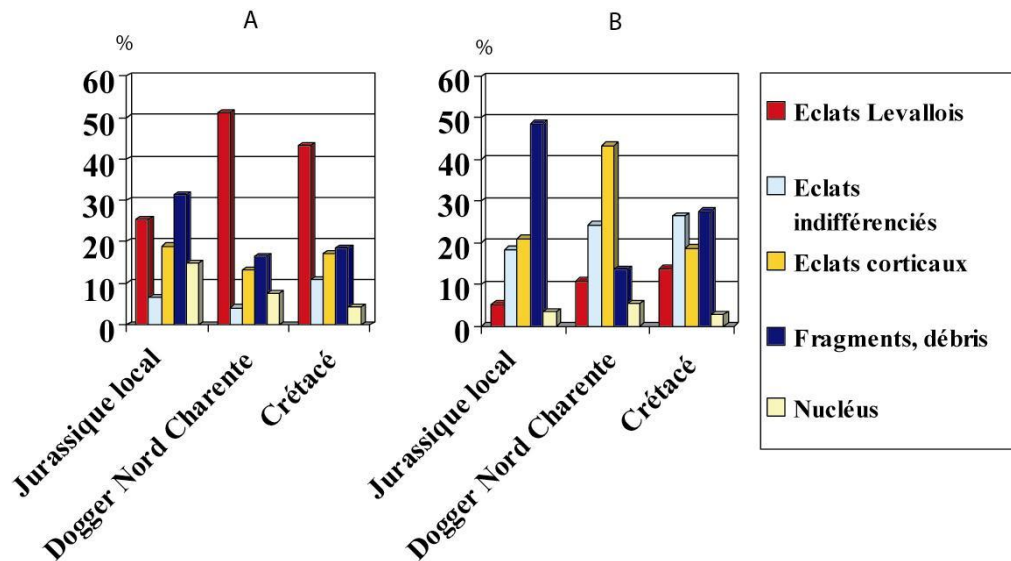 A
%
60
50
40
30
20
10
0
Jurassique local
Dogger Nord Charente
Crétacé
B
%
60
50
40
30
20
10
0
Jurassique local
Dogger Nord Charente
Crétacé
Eclats Levallois
Eclats
indifférenciés
Eclats corticaux
Fragments, débris
Nucléus